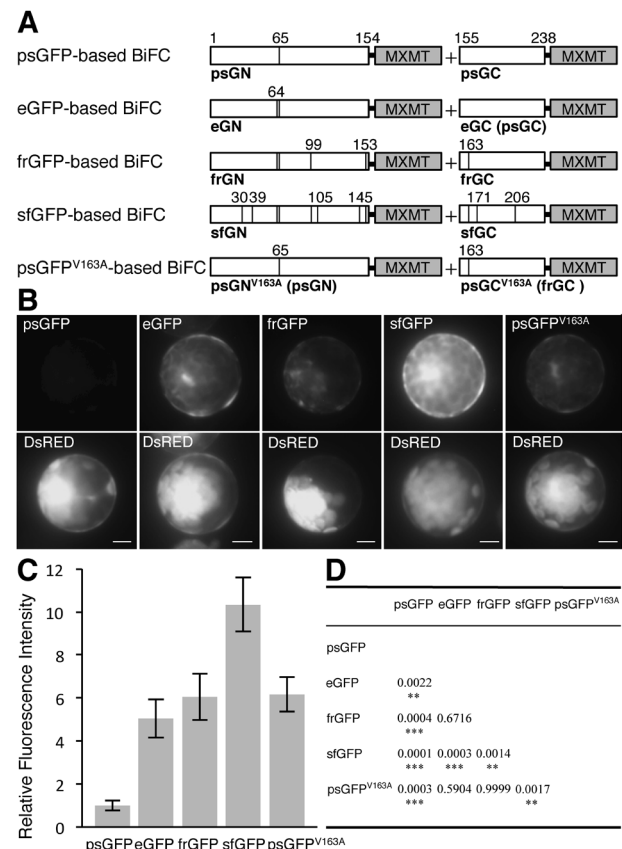 A
1 65 154 155 238
psGFP-based BiFC MXMT + MXMT
psGN psGC
64
eGFP-based BiFC MXMT + MXMT
eGN eGC (psGC)
99 153 163
frGFP-based BiFC MXMT + MXMT
frGN frGC
30 39 105 145 171 206
sfGFP-based BiFC MXMT + MXMT
sfGN sfGC
65 163
psGFPV163A-based BiFC MXMT + MXMT
psGNV163A (psGN) psGCV163A (frGC )
B
psGFP eGFP frGFP sfGFP psGFPV163A
DsRED DsRED DsRED DsRED DsRED
C
Relative Fluorescence Intensity
12
10
8
6
4
2
0
psGFP eGFP frGFP sfGFP psGFPV163A
D
psGFP eGFP frGFP sfGFP psGFPV163A
psGFP
eGFP 0.0022
**
frGFP 0.0004 0.6716
***
sfGFP 0.0001 0.0003 0.0014
*** *** **
psGFPV163A 0.0003 0.5904 0.9999 0.0017
*** **